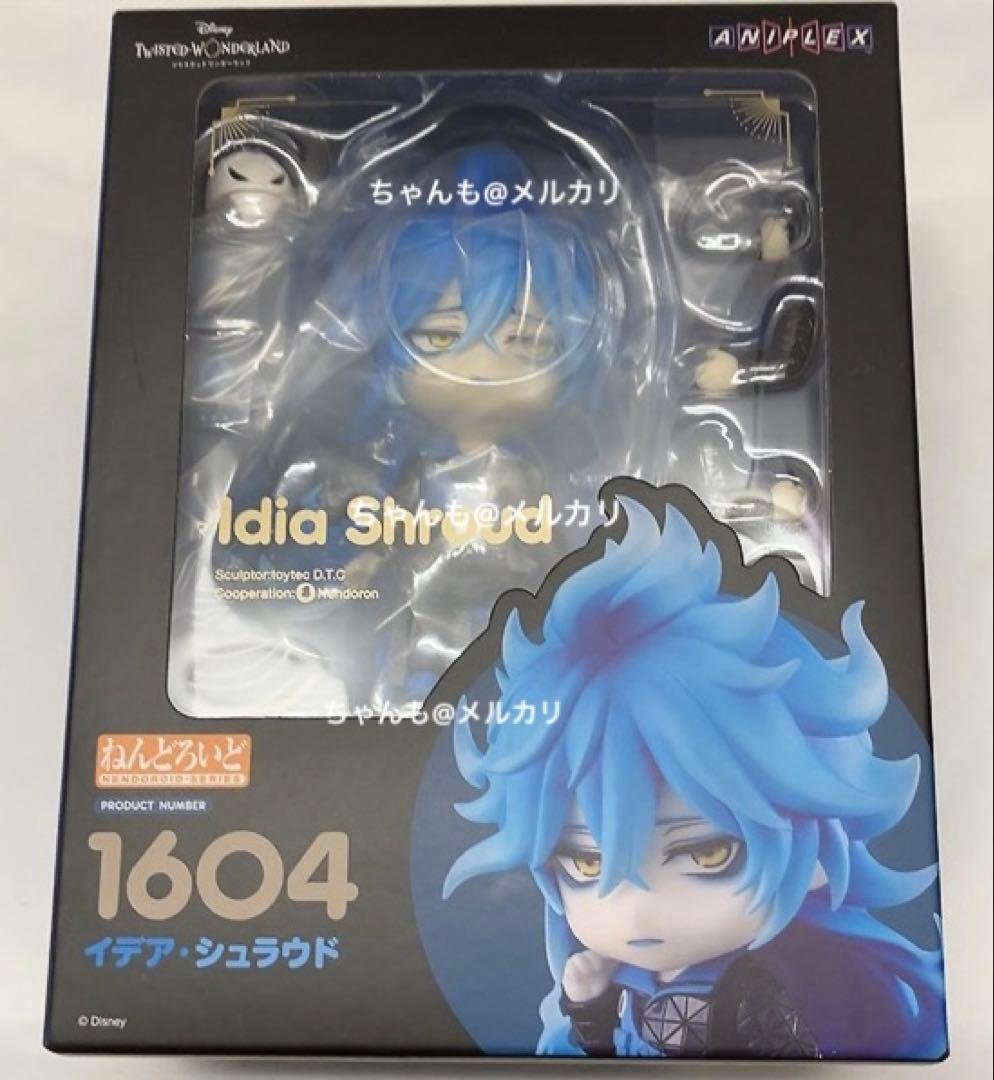 Disney
TWISTED-WONDERLAND
ツイステッドワンダーランド
ANIPLEX
ちゃんも@メルカリ
Idia Shroud
ちゃんも@メルカリ
Sculptor:toytec D.T.C
Cooperation: Nendoron
ちゃんも@メルカリ
ねんどろいど
NENDOROID-SERIES
PRODUCT NUMBER
1604
イデア・シュラウド
© Disney